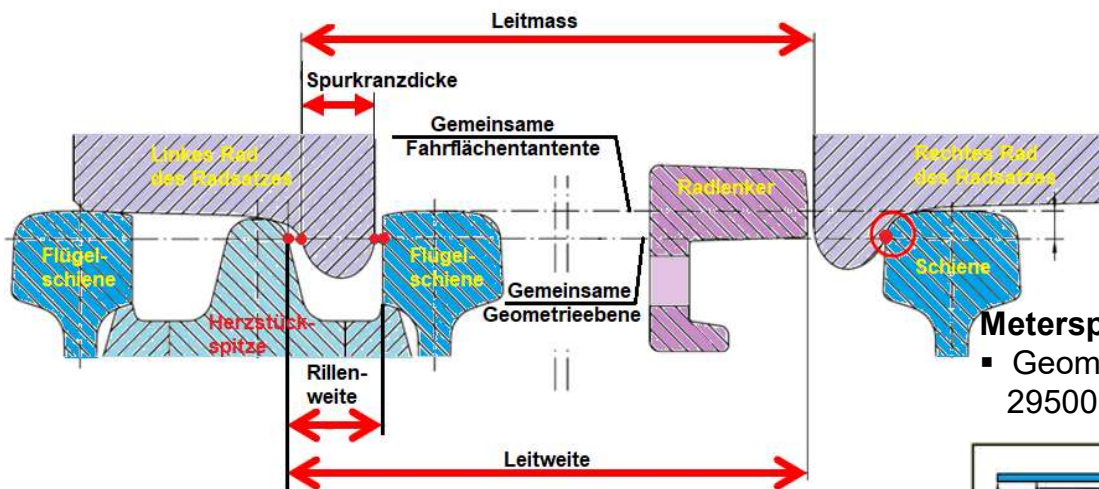 Leitmass
Spurkranzdicke
Gemeinsame
Fahrflächentantente
Linkes Rad
des Radsatzes
Radlenker
Rechtes Rad
des Radsatzes
Flügel-
schiene
Flügel-
schiene
Schiene
Gemeinsame
Geometrieebene
Herzstück-
spitze
Rillen-
weite
Leitweite
Metersp
▪ Geom
29500